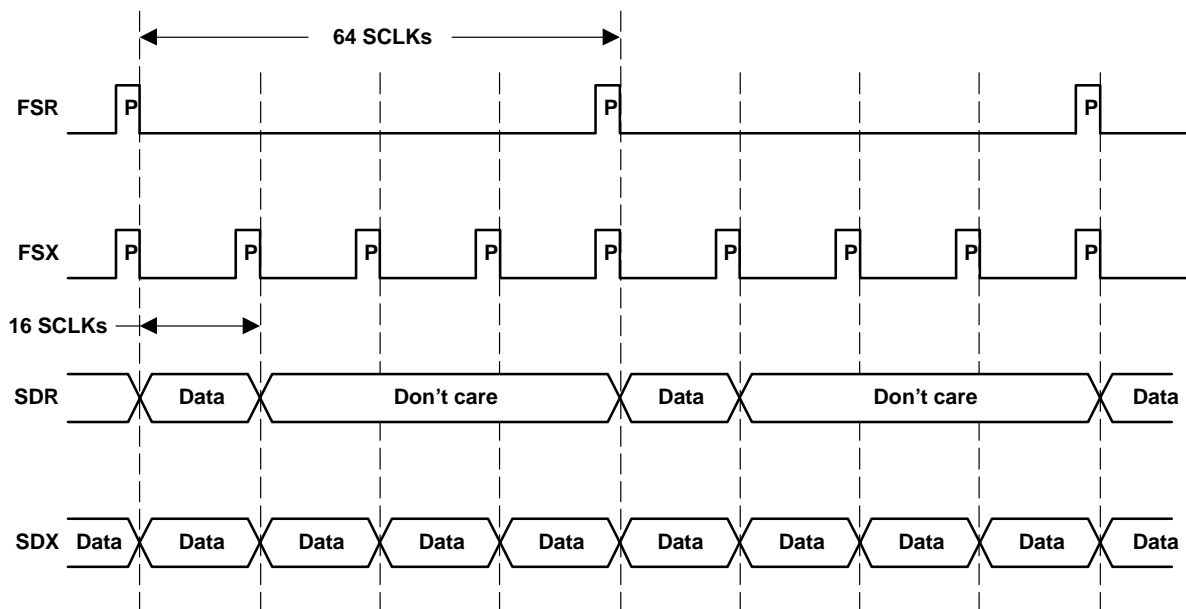 64 SCLKs
FSR P P P
FSX P P P P P P P P P
16 SCLKs
SDR Data Don't care Data Don't care Data
SDX Data Data Data Data Data Data Data Data Data Data